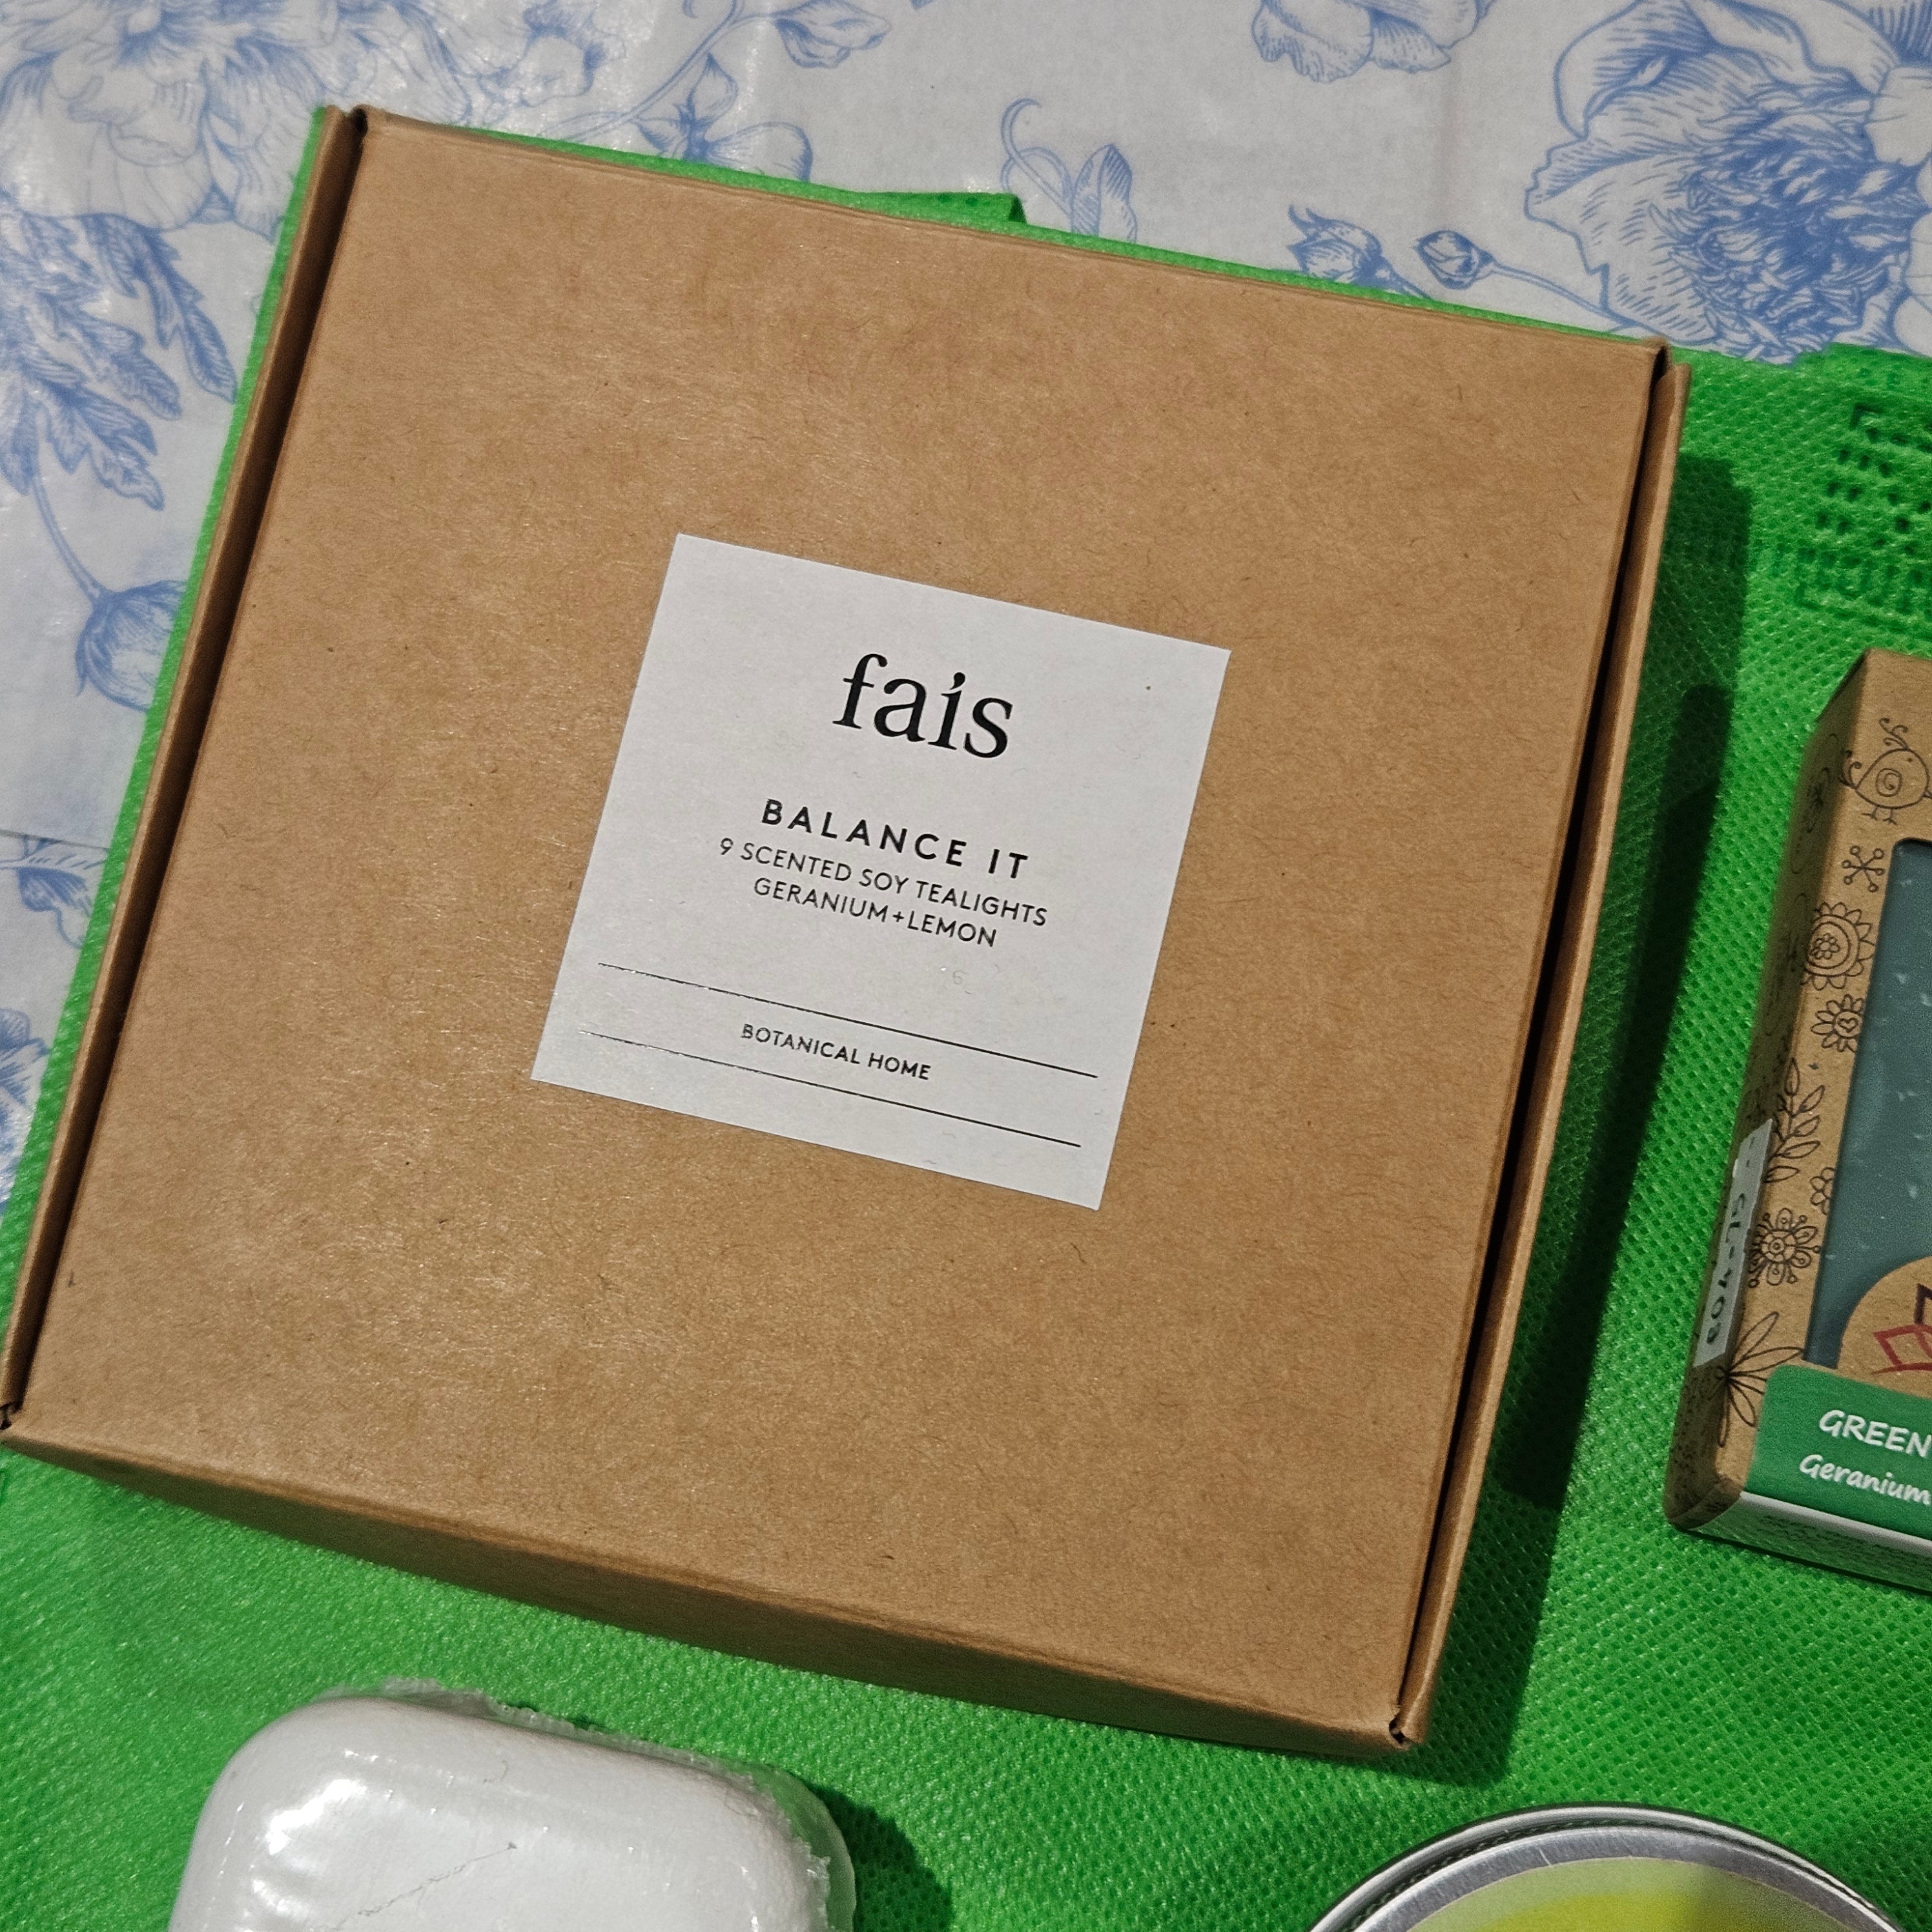 fais
BALANCE IT
9 SCENTED SOY TEALIGHTS
GERANIUM+LEMON
BOTANICAL HOME
GREEN
Geranium